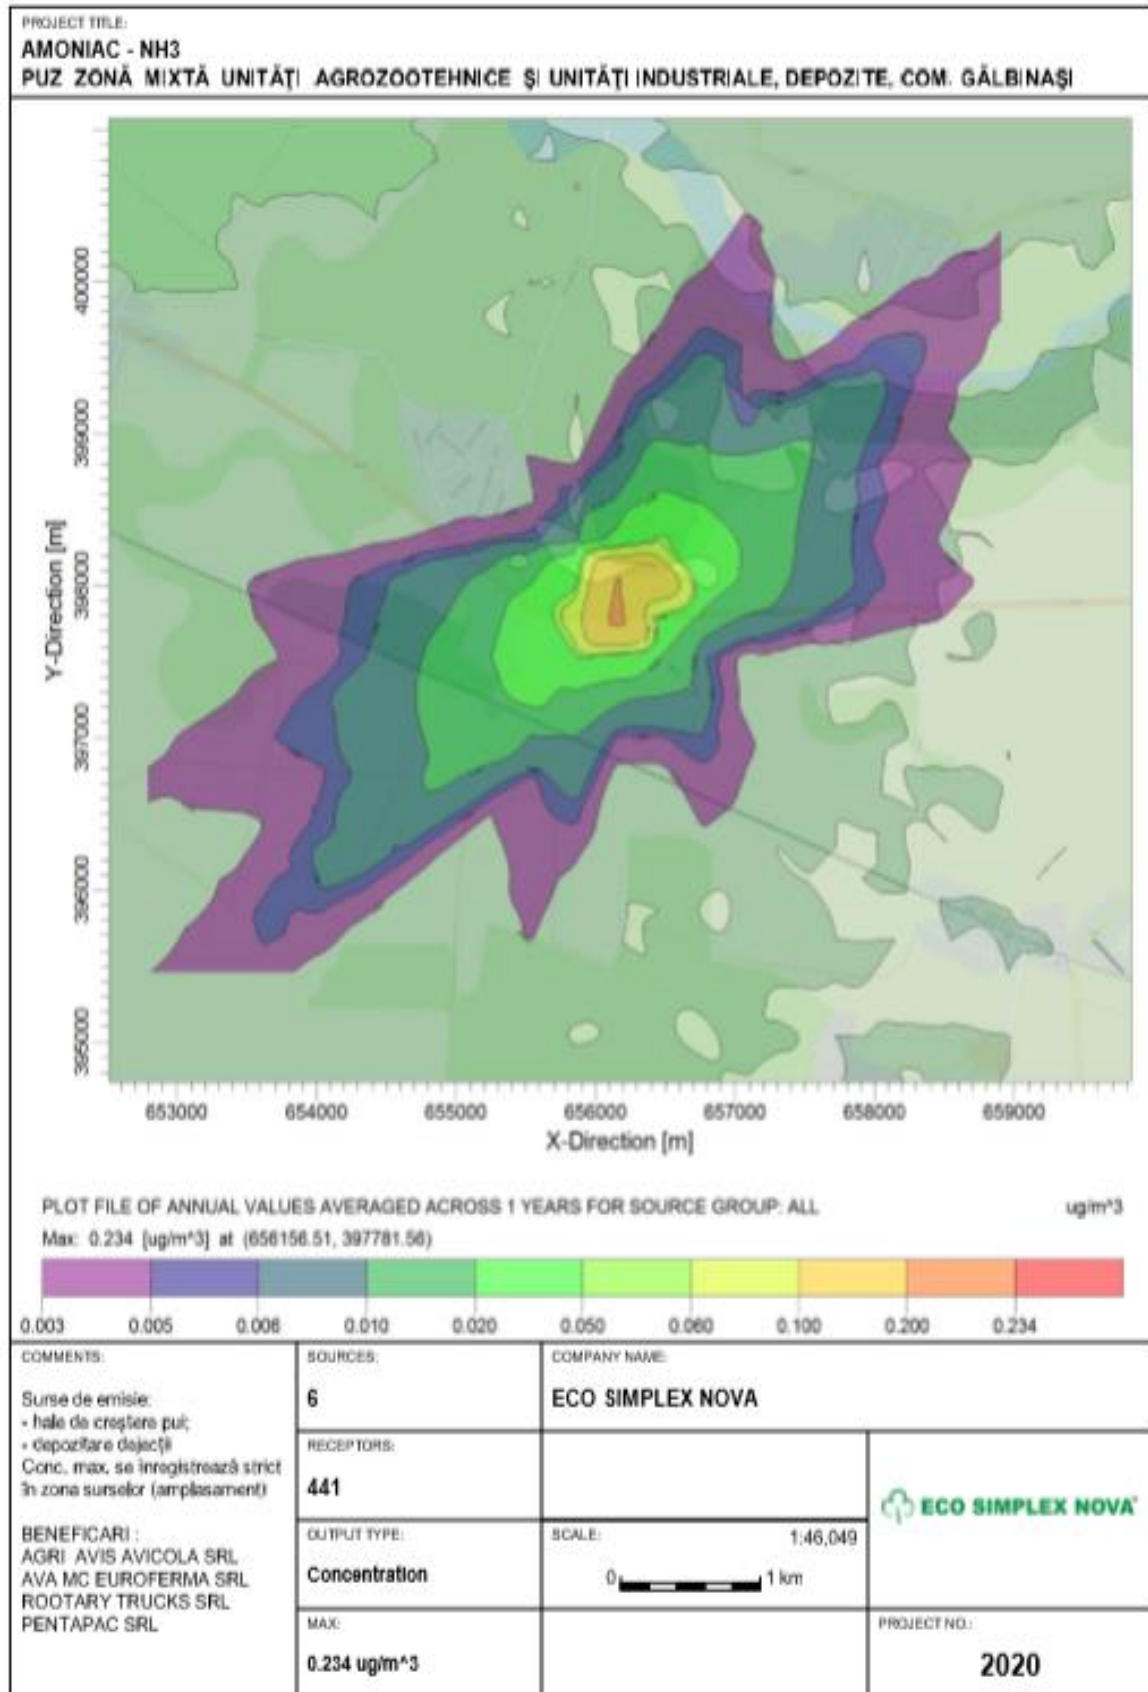 PROJECT TITLE:
AMONIAC - NH3
PUZ ZONĂ MIXTĂ UNITĂȚI AGROZOOTEHNICE ȘI UNITĂȚI INDUSTRIALE, DEPOZITE, COM. GĂLBINAȘI
400000
399000
398000
397000
396000
395000
Y-Direction [m]
653000 654000 655000 656000 657000 658000 659000
X-Direction [m]
PLOT FILE OF ANNUAL VALUES AVERAGED ACROSS 1 YEARS FOR SOURCE GROUP: ALL ug/m^3
Max: 0.234 [ug/m^3] at (656156.51, 397781.56)
0.003 0.005 0.006 0.010 0.020 0.050 0.060 0.100 0.200 0.234
COMMENTS:
Surse de emisie:
- hale de creștere pui;
- depozitare dejecții
Conc. max. se înregistrează strict
în zona surselor (amplasament)
BENEFICARI :
AGRI AVIS AVICOLA SRL
AVA MC EUROFERMA SRL
ROOTARY TRUCKS SRL
PENTAPAC SRL
SOURCES:
6
RECEPTORS:
441
OUTPUT TYPE:
Concentration
MAX:
0.234 ug/m^3
COMPANY NAME:
ECO SIMPLEX NOVA
SCALE: 1:46,049
0 1 km
ECO SIMPLEX NOVA
PROJECT NO.:
2020